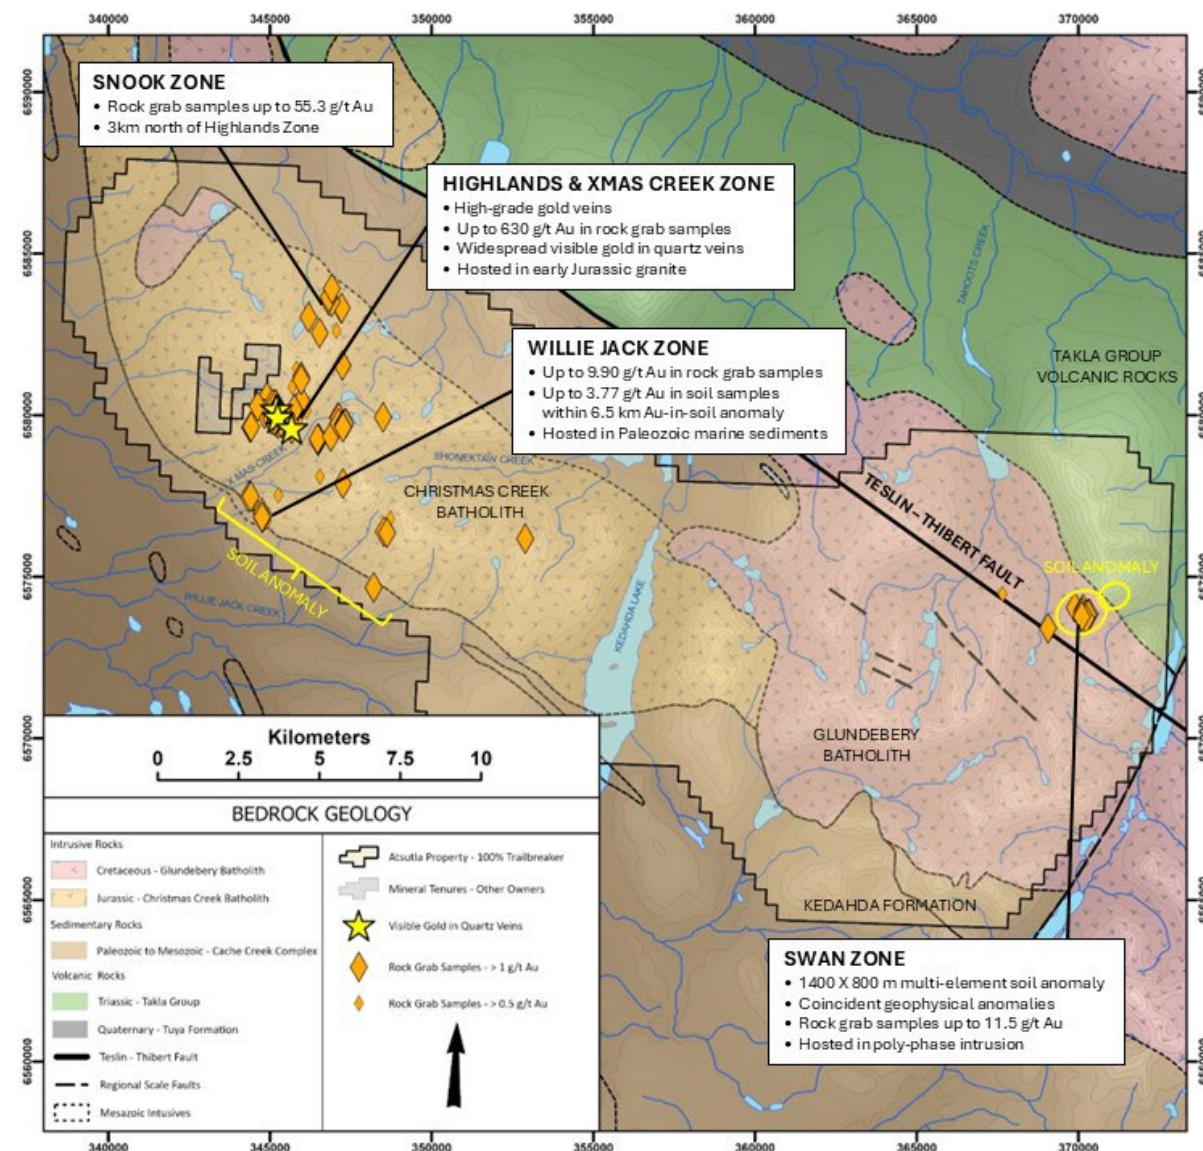 340000 345000 350000 355000 360000 365000 370000
6590000
6585000
6580000
6575000
6570000
6565000
6560000
SNOOK ZONE
• Rock grab samples up to 55.3 g/t Au
• 3km north of Highlands Zone
HIGHLANDS & XMAS CREEK ZONE
• High-grade gold veins
• Up to 630 g/t Au in rock grab samples
• Widespread visible gold in quartz veins
• Hosted in early Jurassic granite
WILLIE JACK ZONE
• Up to 9.90 g/t Au in rock grab samples
• Up to 3.77 g/t Au in soil samples
within 6.5 km Au-in-soil anomaly
• Hosted in Paleozoic marine sediments
TAHOOTS CREEK
TAKLA GROUP
VOLCANIC ROCKS
XMAS CREEK
SHONEKTAW CREEK
CHRISTMAS CREEK
BATHOLITH
TESLIN – THIBERT FAULT
SOIL ANOMALY
SOIL ANOMALY
WILLIE JACK CREEK
KEDAHDA LAKE
GLUNDEBERY
BATHOLITH
KEDAHDA FORMATION
SWAN ZONE
• 1400 X 800 m multi-element soil anomaly
• Coincident geophysical anomalies
• Rock grab samples up to 11.5 g/t Au
• Hosted in poly-phase intrusion
Kilometers
0 2.5 5 7.5 10
BEDROCK GEOLOGY
Intrusive Rocks
Cretaceous - Glundebery Batholith
Jurassic - Christmas Creek Batholith
Sedimentary Rocks
Paleozoic to Mesozoic - Cache Creek Complex
Volcanic Rocks
Triassic - Takla Group
Quaternary - Tuya Formation
Teslin - Thibert Fault
Regional Scale Faults
Mesazoic Intrusives
Atsutla Property - 100% Trailbreaker
Mineral Tenures - Other Owners
Visible Gold in Quartz Veins
Rock Grab Samples - > 1 g/t Au
Rock Grab Samples - > 0.5 g/t Au
340000 345000 350000 355000 360000 365000 370000